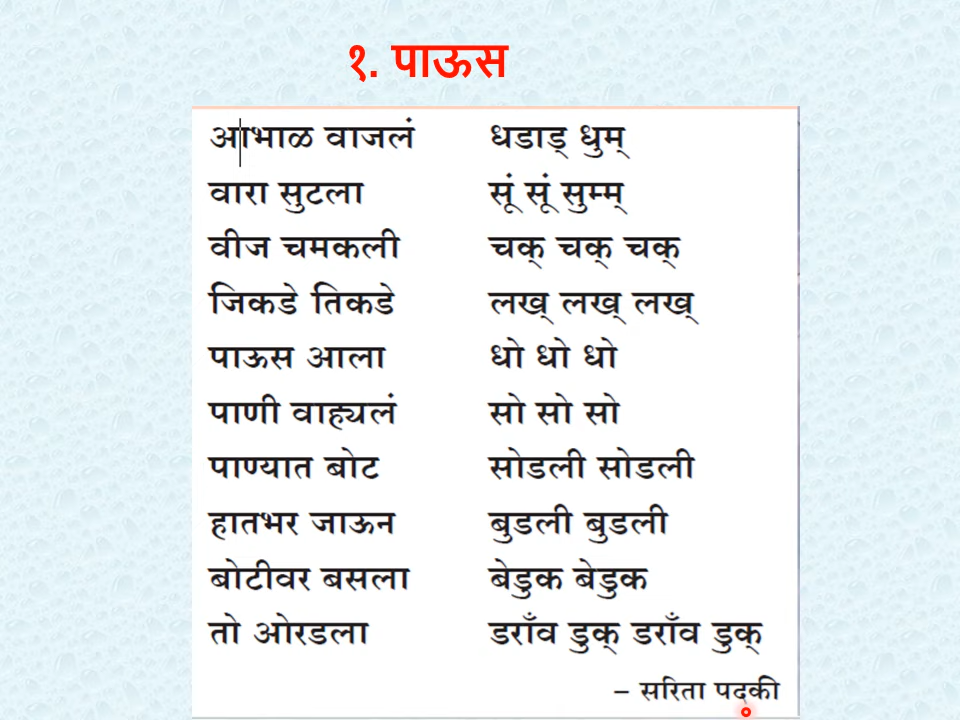 १. पाऊस
आभाळ वाजलं धडाड् धुम्
वारा सुटला सूं सूं सुम्म्
वीज चमकली चक् चक् चक्
जिकडे तिकडे लख् लख् लख्
पाऊस आला धो धो धो
पाणी वाह्यलं सो सो सो
पाण्यात बोट सोडली सोडली
हातभर जाऊन बुडली बुडली
बोटीवर बसला बेडुक बेडुक
तो ओरडला डराँव डुक् डराँव डुक्
– सरिता पदकी